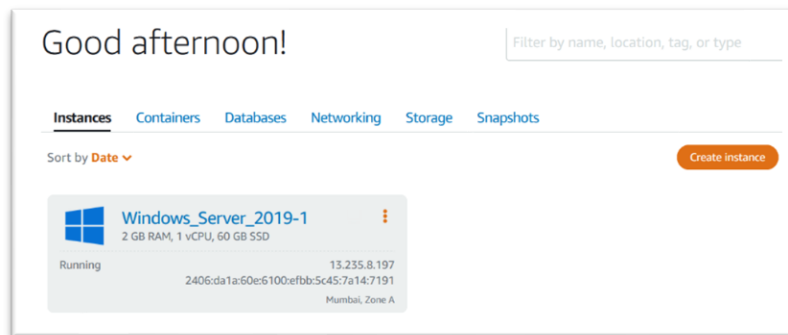 Good afternoon!
Filter by name, location, tag, or type
Instances Containers Databases Networking Storage Snapshots
Sort by Date
Create instance
Windows_Server_2019-1
2 GB RAM, 1 vCPU, 60 GB SSD
Running 13.235.8.197
2406:da1a:60e:6100:efbb:5c45:7a14:7191
Mumbai, Zone A